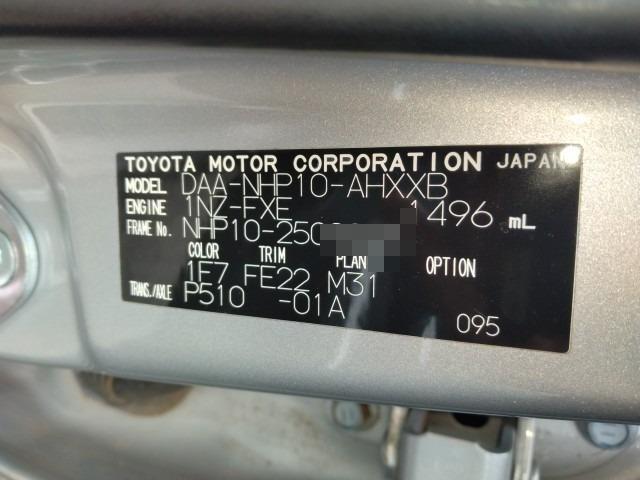 TOYOTA MOTOR CORPORATION JAPAN
MODEL DAA-NHP10-AHXXB
ENGINE 1NZ-FXE 1496 mL
FRAME No. NHP10-250
COLOR TRIM PLANT OPTION
1F7 FE22 M31
TRANS./AXLE P510 -01A
095